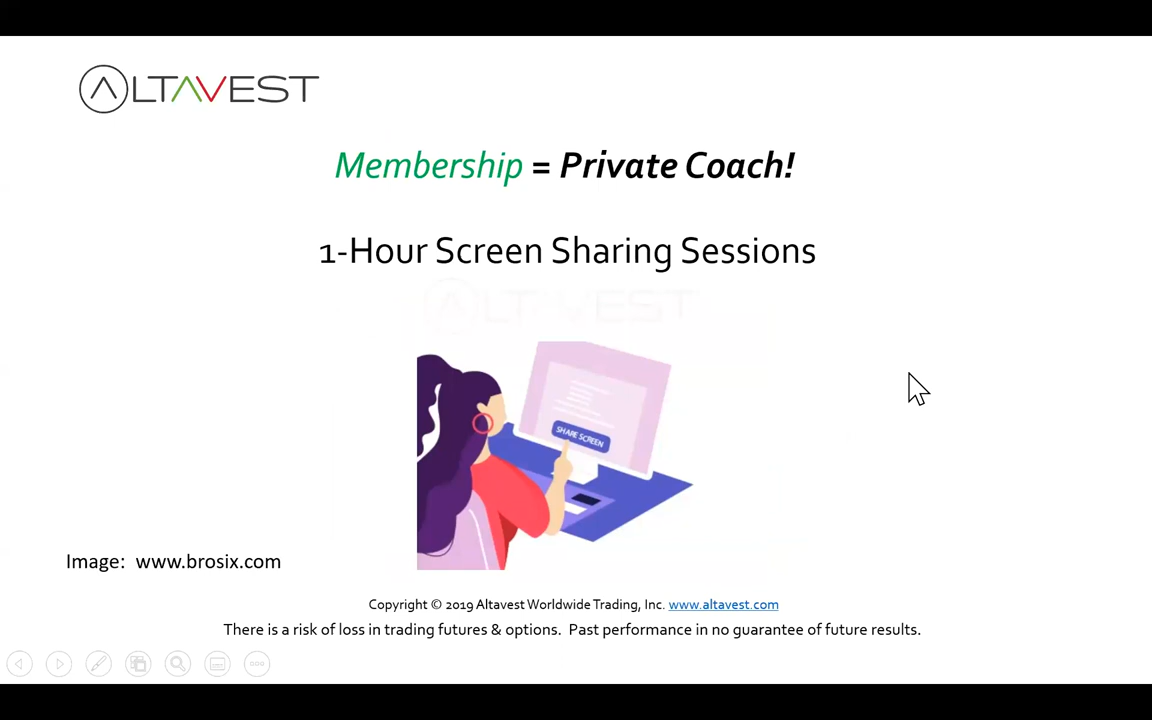 ALTAVEST
Membership = Private Coach!
1-Hour Screen Sharing Sessions
ALTAVEST
SHARE SCREEN
Image: www.brosix.com
Copyright © 2019 Altavest Worldwide Trading, Inc. www.altavest.com
There is a risk of loss in trading futures & options. Past performance in no guarantee of future results.